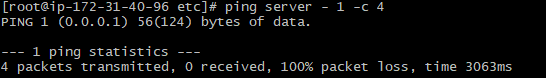 [root@ip-172-31-40-96 etc]# ping server - 1 -c 4
PING 1 (0.0.0.1) 56(124) bytes of data.
--- 1 ping statistics ---
4 packets transmitted, 0 received, 100% packet loss, time 3063ms